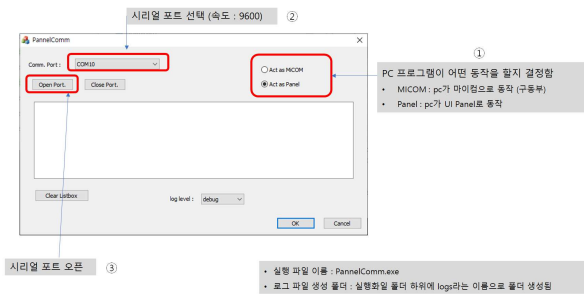 시리얼 포트 선택 (속도 : 9600)
②
PannelComm
Comm. Port :
COM10
Act as MiCOM
Act as Panel
Open Port.
Close Port.
①
PC 프로그램이 어떤 동작을 할지 결정함
• MICOM : pc가 마이컴으로 동작 (구동부)
• Panel : pc가 UI Panel로 동작
Clear Listbox
log level :
debug
OK
Cancel
시리얼 포트 오픈
③
• 실행 파일 이름 : PannelComm.exe
• 로그 파일 생성 폴더 : 실행화일 폴더 하위에 logs라는 이름으로 폴더 생성됨